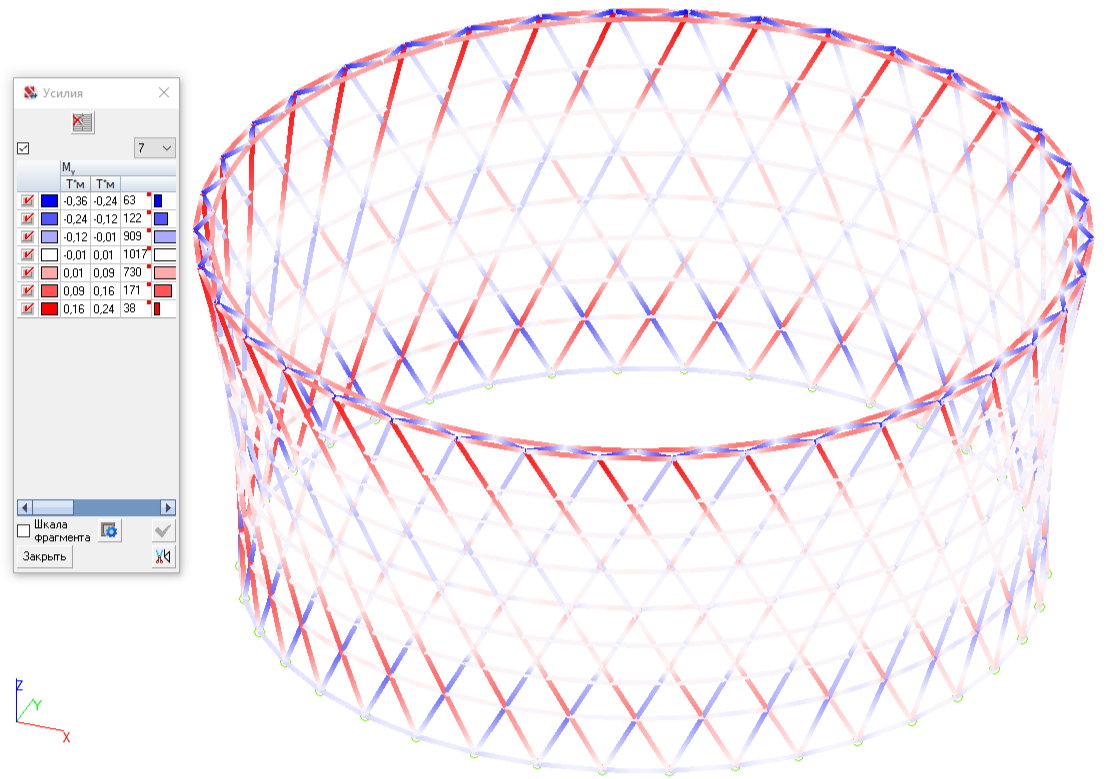 Усилия
7
My
Т*м Т*м
-0,36 -0,24 63
-0,24 -0,12 122
-0,12 -0,01 909
-0,01 0,01 1017
0,01 0,09 730
0,09 0,16 171
0,16 0,24 38
Шкала
фрагмента
Закрыть
Z
Y
X